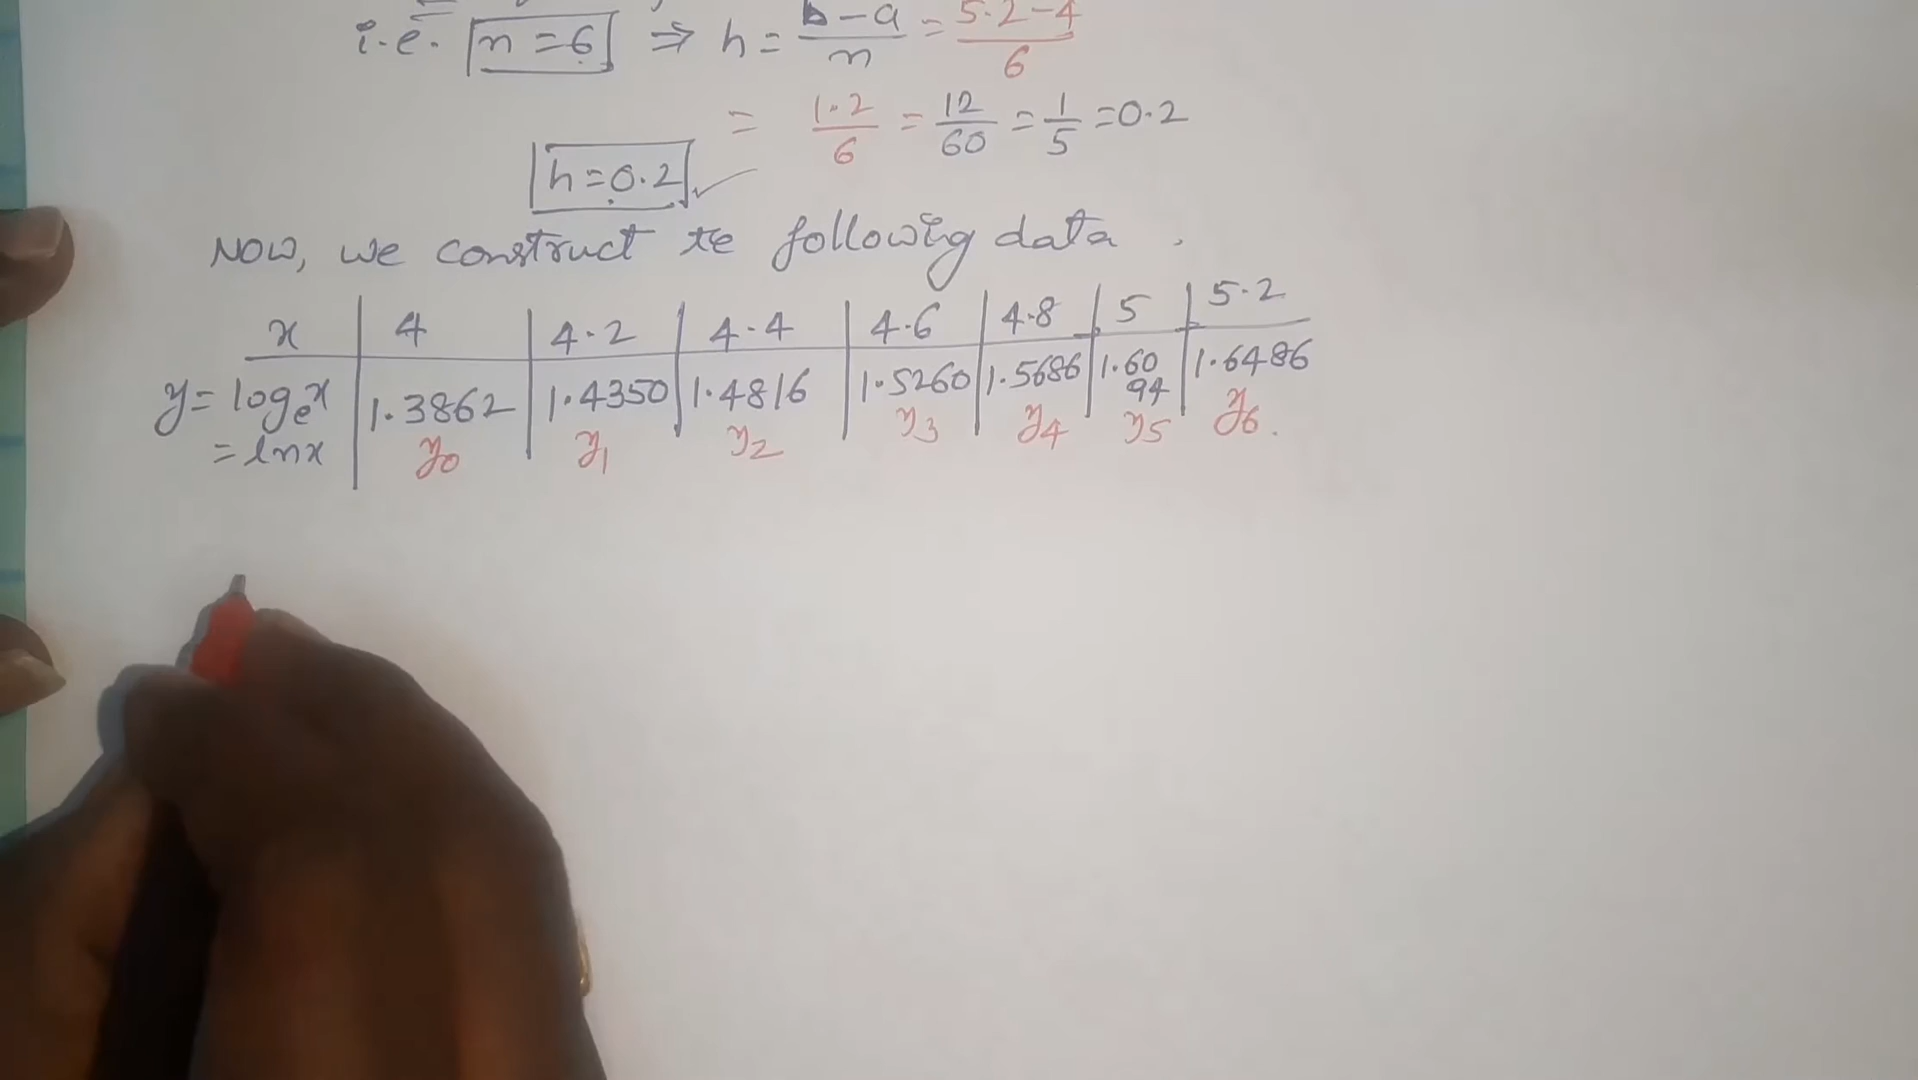 i.e. n=6 ⇒ h = b-a/n = 5.2-4/6
= 1.2/6 = 12/60 = 1/5 = 0.2
h=0.2 ✓
NOW, we construct te following data .
x | 4 | 4.2 | 4.4 | 4.6 | 4.8 | 5 | 5.2
y = logₑx | 1.3862 | 1.4350 | 1.4816 | 1.5260 | 1.5686 | 1.6094 | 1.6486
= lnx | y₀ | y₁ | y₂ | y₃ | y₄ | y₅ | y₆.